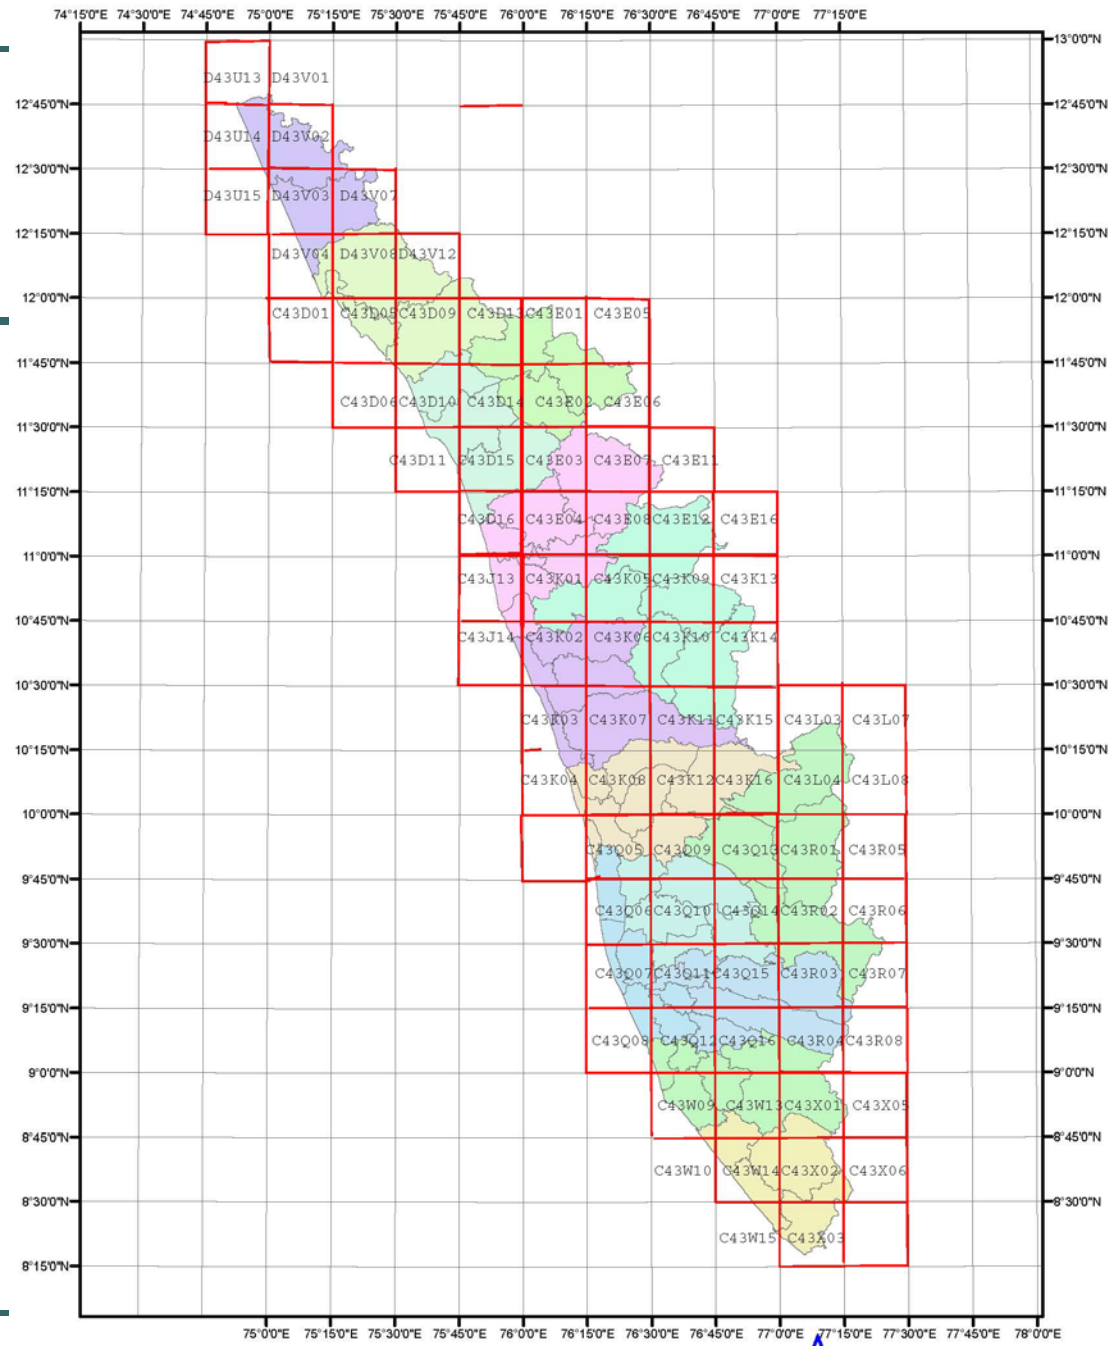 74°15'0"E 74°30'0"E 74°45'0"E 75°0'0"E 75°15'0"E 75°30'0"E 75°45'0"E 76°0'0"E 76°15'0"E 76°30'0"E 76°45'0"E 77°0'0"E 77°15'0"E
13°0'0"N
D43U13 D43V01
12°45'0"N 12°45'0"N
D43U14 D43V02
12°30'0"N 12°30'0"N
D43U15 D43V03 D43V07
12°15'0"N 12°15'0"N
D43V04 D43V08 D43V12
12°0'0"N 12°0'0"N
C43D01 C43D05 C43D09 C43D13 C43E01 C43E05
11°45'0"N 11°45'0"N
C43D06 C43D10 C43D14 C43E02 C43E06
11°30'0"N 11°30'0"N
C43D11 C43D15 C43E03 C43E07 C43E11
11°15'0"N 11°15'0"N
C43D16 C43E04 C43E08 C43E12 C43E16
11°0'0"N 11°0'0"N
C43J13 C43K01 C43K05 C43K09 C43K13
10°45'0"N 10°45'0"N
C43J14 C43K02 C43K06 C43K10 C43K14
10°30'0"N 10°30'0"N
C43K03 C43K07 C43K11 C43K15 C43L03 C43L07
10°15'0"N 10°15'0"N
C43K04 C43K08 C43K12 C43K16 C43L04 C43L08
10°0'0"N 10°0'0"N
C43Q05 C43Q09 C43Q13 C43R01 C43R05
9°45'0"N 9°45'0"N
C43Q06 C43Q10 C43Q14 C43R02 C43R06
9°30'0"N 9°30'0"N
C43Q07 C43Q11 C43Q15 C43R03 C43R07
9°15'0"N 9°15'0"N
C43Q08 C43Q12 C43Q16 C43R04 C43R08
9°0'0"N 9°0'0"N
C43W09 C43W13 C43X01 C43X05
8°45'0"N 8°45'0"N
C43W10 C43W14 C43X02 C43X06
8°30'0"N 8°30'0"N
C43W15 C43X03
8°15'0"N 8°15'0"N
75°0'0"E 75°15'0"E 75°30'0"E 75°45'0"E 76°0'0"E 76°15'0"E 76°30'0"E 76°45'0"E 77°0'0"E 77°15'0"E 77°30'0"E 77°45'0"E 78°0'0"E